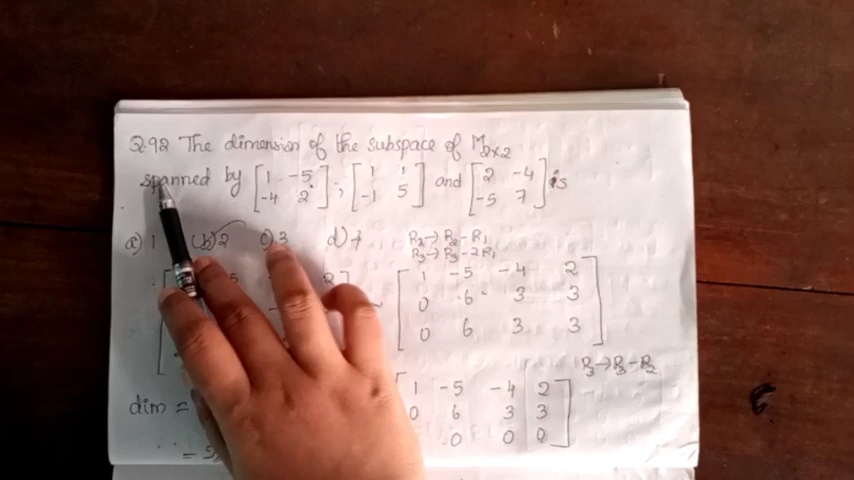 Q.92 The dimension of the subspace of M2x2
spanned by [1 -5 -4 2], [1 1 -1 5] and [2 -4 -5 7] is
a) 1 (b) 2 c) 3 d) 4
R2→R2-R1
R3→R3-2R1
5 2
1 -5 -4 2
0 6 3 3
0 6 3 3
R3→R3-R2
1 -5 -4 2
0 6 3 3
0 0 0
dim =
=